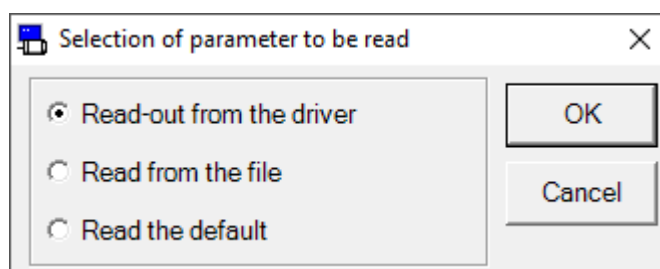 Selection of parameter to be read
Read-out from the driver
OK
Read from the file
Cancel
Read the default